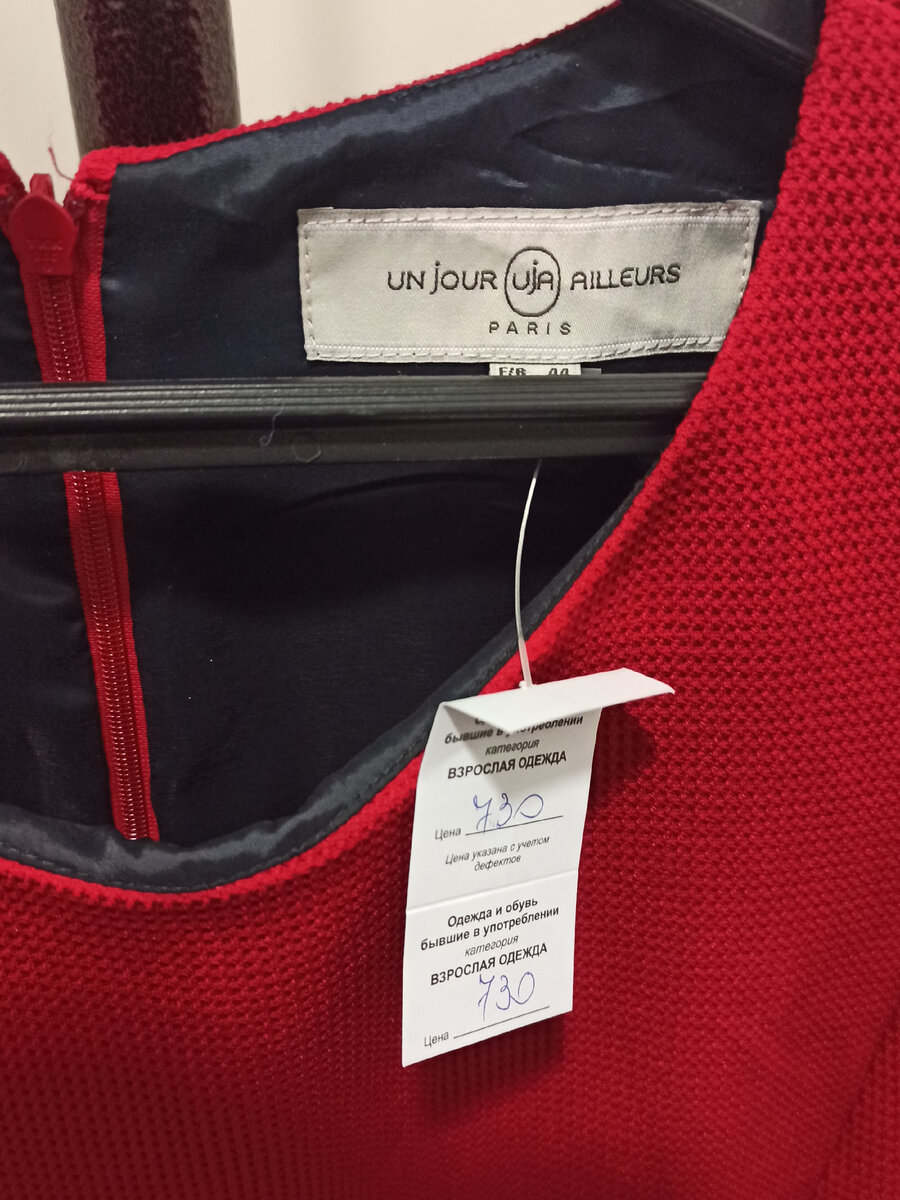 UN jOUR uja AILLEURS
PARIS
F/B 44
бывшие в употреблении
категория
ВЗРОСЛАЯ ОДЕЖДА
Цена 730
Цена указана с учетом
дефектов
Одежда и обувь
бывшие в употреблении
категория
ВЗРОСЛАЯ ОДЕЖДА
730
Цена